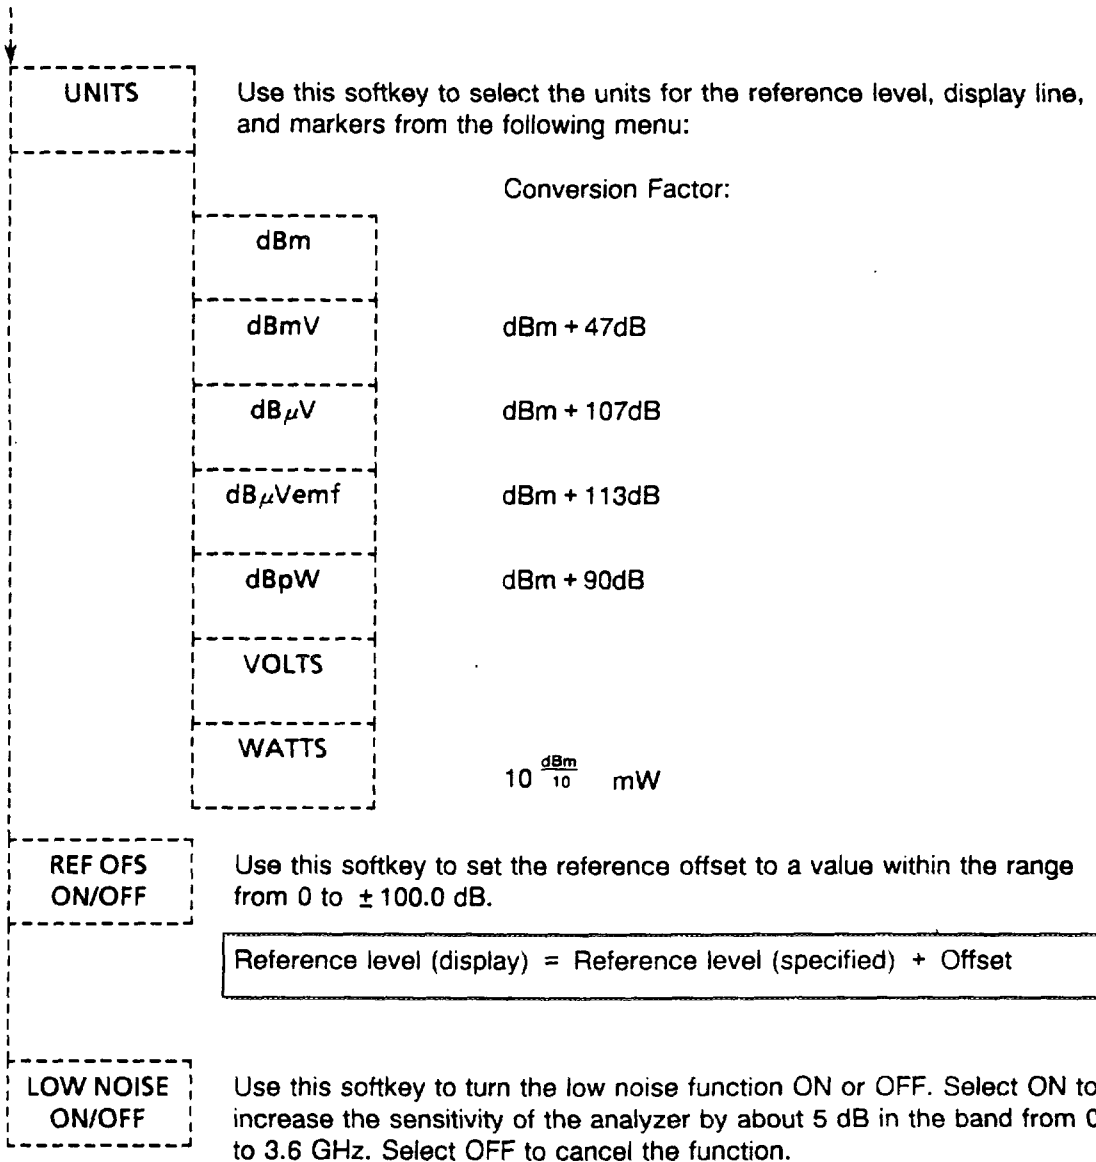 UNITS
Use this softkey to select the units for the reference level, display line,
and markers from the following menu:
Conversion Factor:
dBm
dBmV dBm + 47dB
dBμV dBm + 107dB
dBμVemf dBm + 113dB
dBpW dBm + 90dB
VOLTS
WATTS
10 dBm/10 mW
REF OFS
ON/OFF
Use this softkey to set the reference offset to a value within the range
from 0 to ± 100.0 dB.
Reference level (display) = Reference level (specified) + Offset
LOW NOISE
ON/OFF
Use this softkey to turn the low noise function ON or OFF. Select ON to
increase the sensitivity of the analyzer by about 5 dB in the band from 0
to 3.6 GHz. Select OFF to cancel the function.